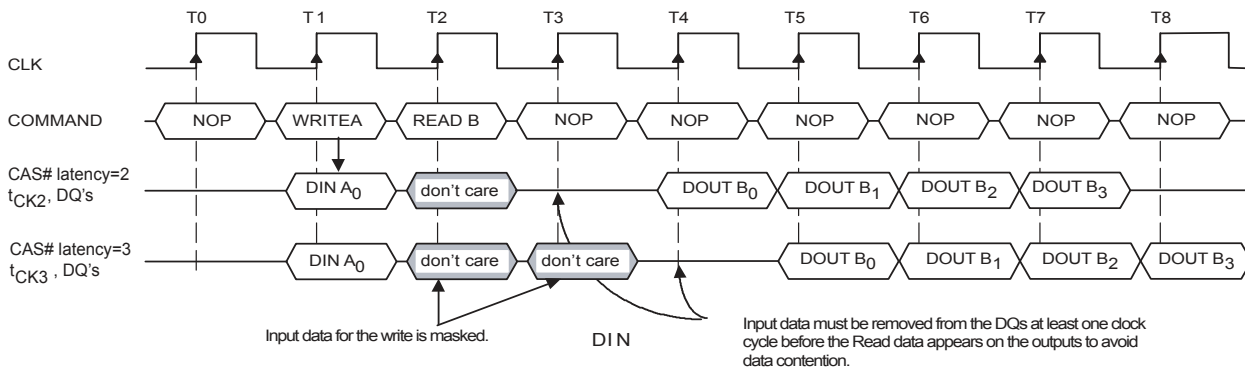 T0 T1 T2 T3 T4 T5 T6 T7 T8
CLK
COMMAND NOP WRITEA READ B NOP NOP NOP NOP NOP NOP
CAS# latency=2
tCK2, DQ's DIN A0 don't care DOUT B0 DOUT B1 DOUT B2 DOUT B3
CAS# latency=3
tCK3 , DQ's DIN A0 don't care don't care DOUT B0 DOUT B1 DOUT B2 DOUT B3
Input data for the write is masked.
DIN
Input data must be removed from the DQs at least one clock
cycle before the Read data appears on the outputs to avoid
data contention.